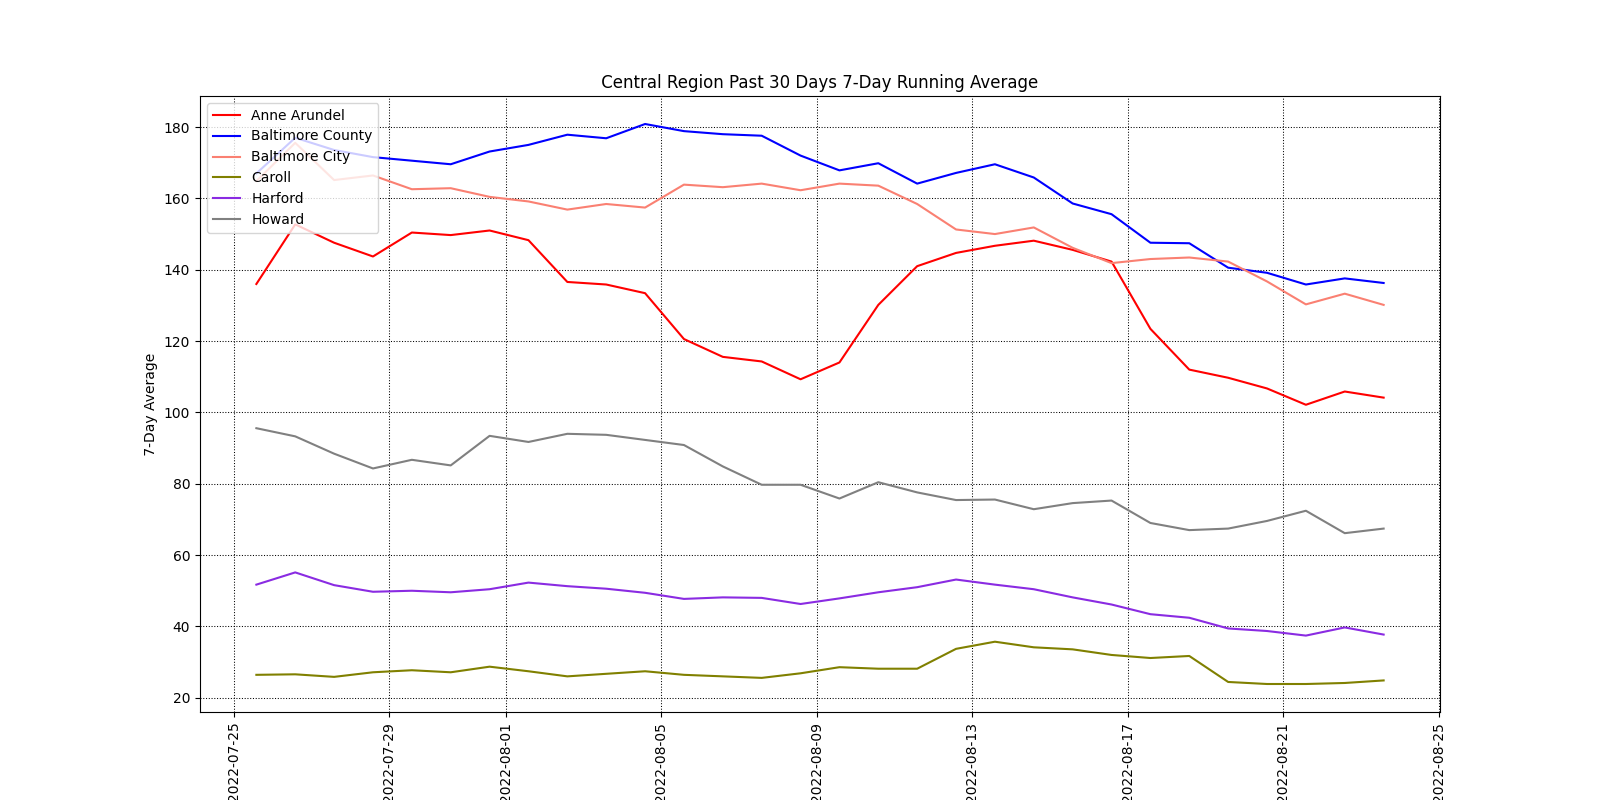 Central Region Past 30 Days 7-Day Running Average
Anne Arundel
Baltimore County
Baltimore City
Caroll
Harford
Howard
7-Day Average
180
160
140
120
100
80
60
40
20
2022-07-25
2022-07-29
2022-08-01
2022-08-05
2022-08-09
2022-08-13
2022-08-17
2022-08-21
2022-08-25